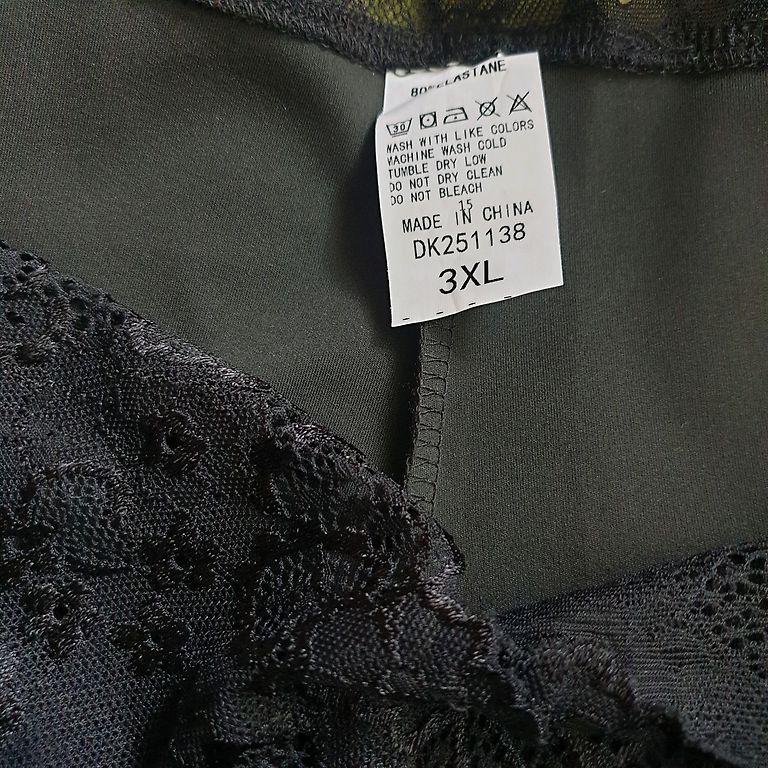 ELASTANE
30
WASH WITH LIKE COLORS
MACHINE WASH COLD
TUMBLE DRY LOW
DO NOT DRY CLEAN
DO NOT BLEACH
15
MADE IN CHINA
DK251138
3XL